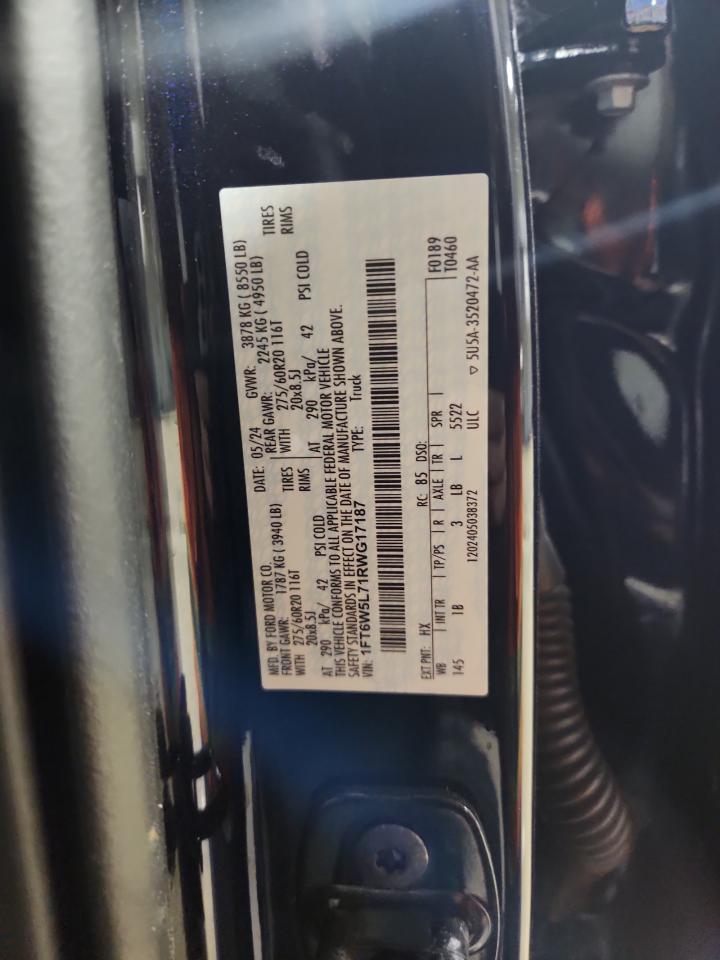 MFD. BY FORD MOTOR CO.
DATE: 05/24 GVWR: 3878 KG ( 8550 LB)
FRONT GAWR: 1787 KG ( 3940 LB) REAR GAWR: 2245 KG ( 4950 LB)
WITH 275/60R20 116T TIRES WITH 275/60R20 116T TIRES
20x8.5J RIMS 20x8.5J RIMS
AT 290 kPa/ 42 PSI COLD AT 290 kPa/ 42 PSI COLD
THIS VEHICLE CONFORMS TO ALL APPLICABLE FEDERAL MOTOR VEHICLE
SAFETY STANDARDS IN EFFECT ON THE DATE OF MANUFACTURE SHOWN ABOVE.
VIN: 1FT6W5L71RWG17187 TYPE: Truck
EXT PNT: HX RC: 85 DSO: F0189
WB INT TR TP/PS R AXLE TR SPR T0460
145 1B 3 LB L 5522
1202405038372 ULC ▽ 5U5A-3520472-AA